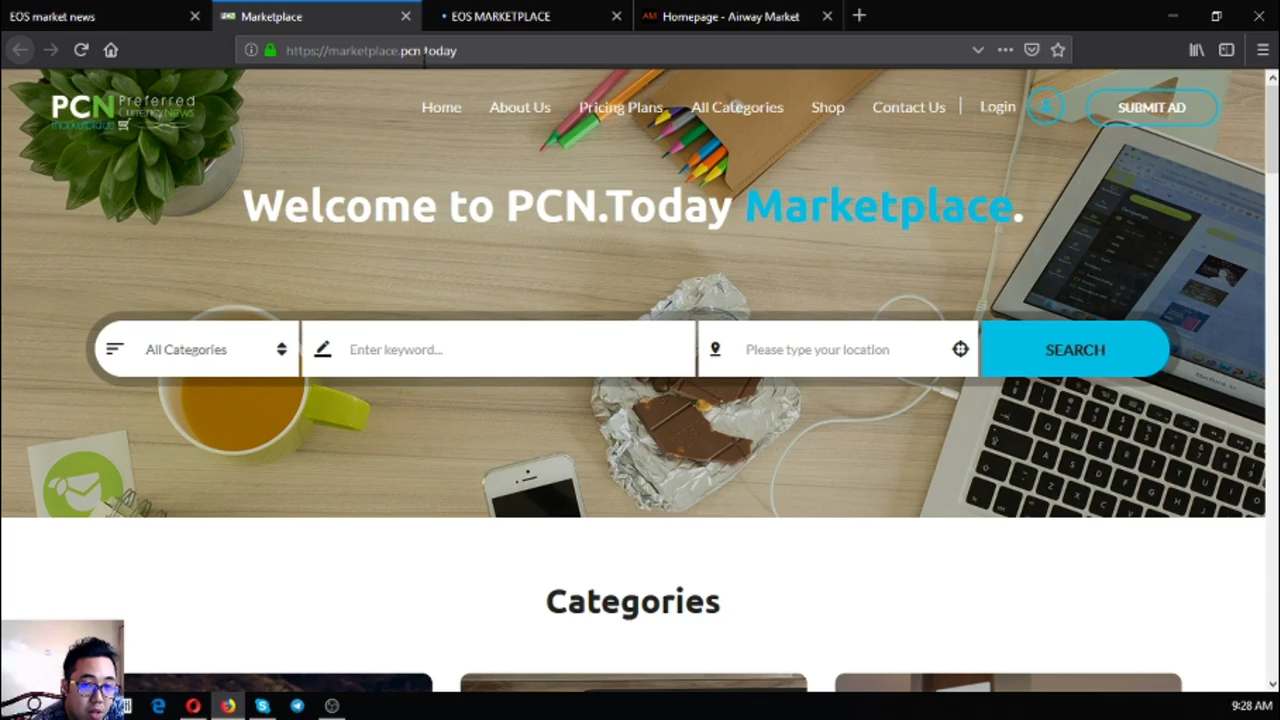 EOS market news
Marketplace
EOS MARKETPLACE
Homepage - Airway Market
https://marketplace.pcn.today
PCN Preferred
CurrencyNews
marketplace
Home
About Us
Pricing Plans
All Categories
Shop
Contact Us
Login
SUBMIT AD
Welcome to PCN.Today Marketplace.
All Categories
Enter keyword...
Please type your location
SEARCH
Categories
9:28 AM